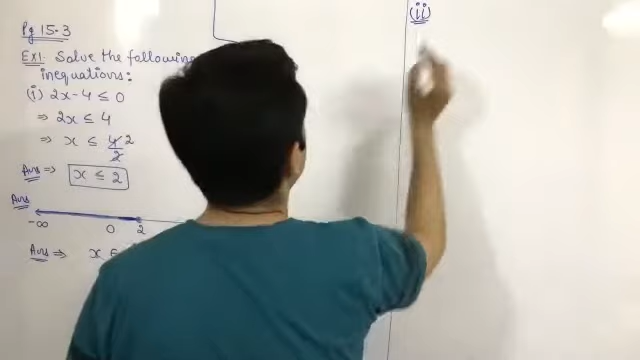 Pg 15.3
EX1. Solve the following
inequations:
(i) 2x-4 ≤ 0
⇒ 2x ≤ 4
⇒ x ≤ 4/2 2
Ans ⇒ x ≤ 2
Ans
-∞ 0 2
Ans ⇒ x ∈
(ii)